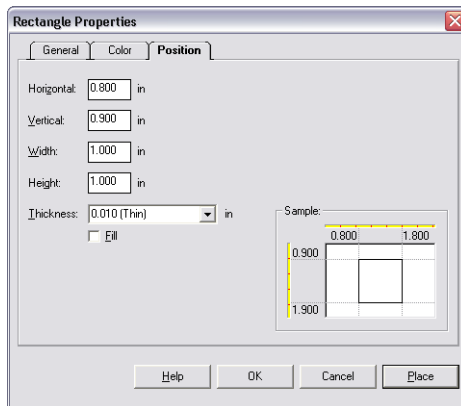 Rectangle Properties
General Color Position
Horizontal: 0.800 in
Vertical: 0.900 in
Width: 1.000 in
Height: 1.000 in
Thickness: 0.010 (Thin) in
Fill
Sample:
0.800 1.800
0.900
1.900
Help OK Cancel Place